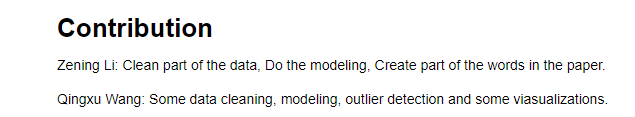 Contribution
Zening Li: Clean part of the data, Do the modeling, Create part of the words in the paper.
Qingxu Wang: Some data cleaning, modeling, outlier detection and some viasualizations.